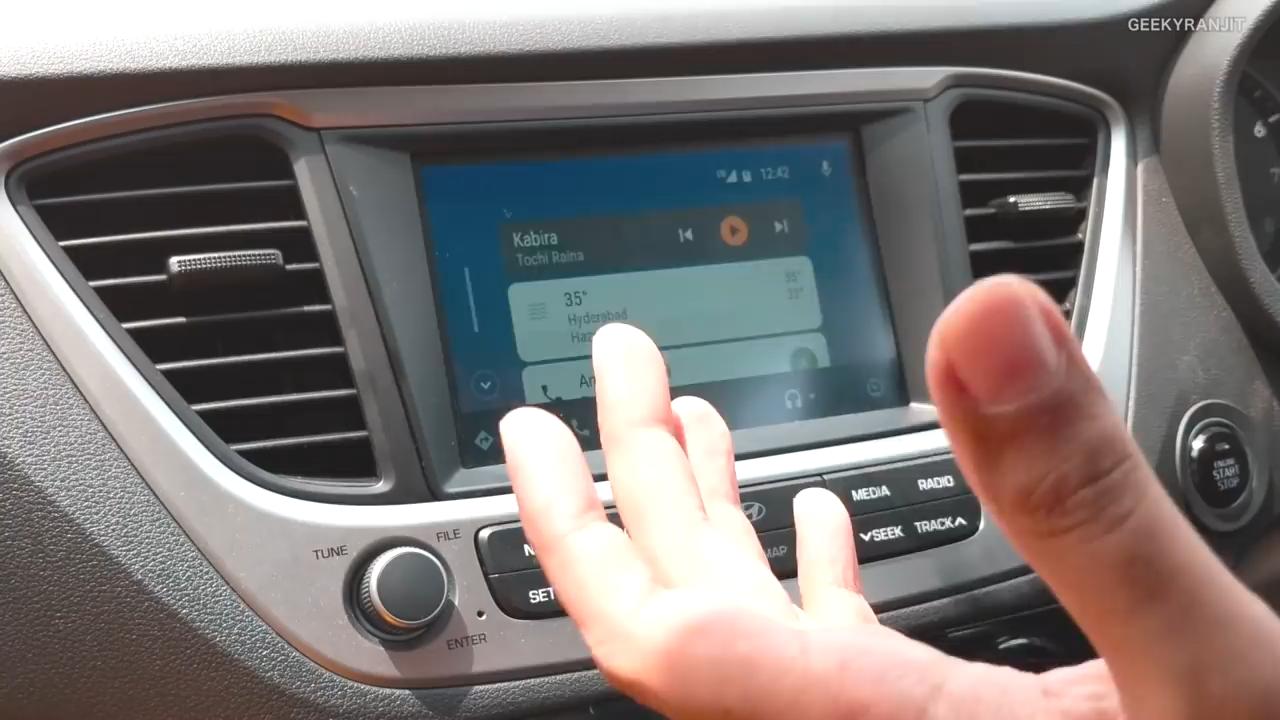 GEEKYRANJIT
12:42
Kabira
Tochi Raina
35°
Hyderabad
35°
33°
6
TUNE
FILE
ENTER
MEDIA
RADIO
SEEK
TRACK
MAP
SET
ENGINE
START
STOP